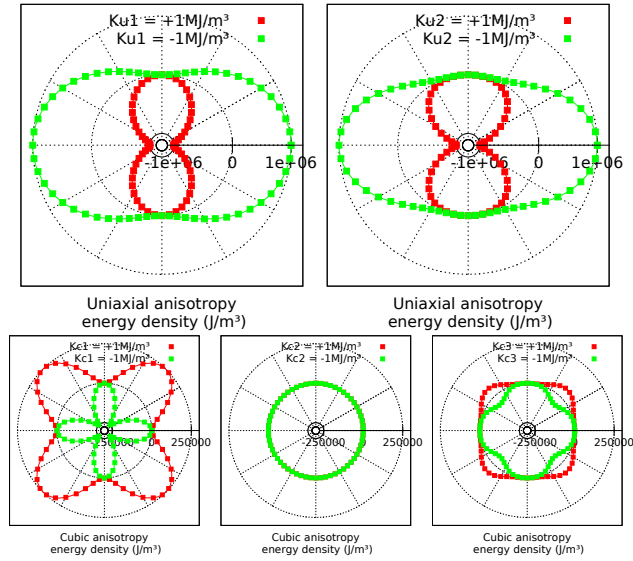 Ku1 = +1MJ/m³
Ku1 = -1MJ/m³
-1e+06 0 1e+06
Uniaxial anisotropy
energy density (J/m³)
Ku2 = +1MJ/m³
Ku2 = -1MJ/m³
-1e+06 0 1e+06
Uniaxial anisotropy
energy density (J/m³)
Kc1 = +1MJ/m³
Kc1 = -1MJ/m³
-250000 250000
Cubic anisotropy
energy density (J/m³)
Kc2 = +1MJ/m³
Kc2 = -1MJ/m³
-250000 250000
Cubic anisotropy
energy density (J/m³)
Kc3 = +1MJ/m³
Kc3 = -1MJ/m³
-250000 250000
Cubic anisotropy
energy density (J/m³)